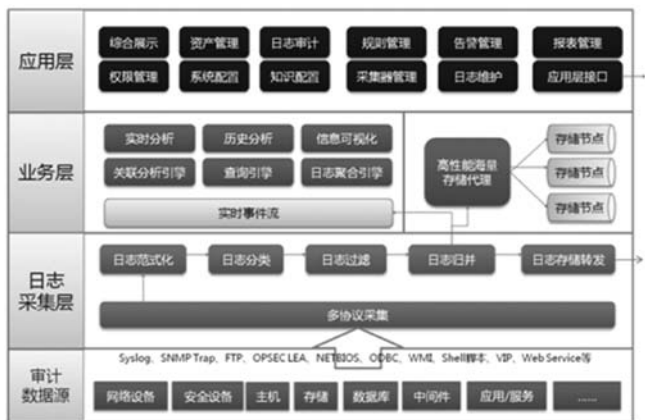 应用层
综合展示 资产管理 日志审计 规则管理 告警管理 报表管理
权限管理 系统配置 知识配置 采集器管理 日志维护 应用层接口
业务层
实时分析 历史分析 信息可视化
关联分析引擎 查询引擎 日志聚合引擎
实时事件流
高性能海量
存储代理
存储节点
存储节点
存储节点
日志
采集层
日志范式化 日志分类 日志过滤 日志归并 日志存储转发
多协议采集
审计
数据源
Syslog、SNMP Trap、FTP、OPSEC LEA、NETBIOS、ODBC、WMI、Shell脚本、VIP、Web Service等
网络设备 安全设备 主机 存储 数据库 中间件 应用/服务 ……